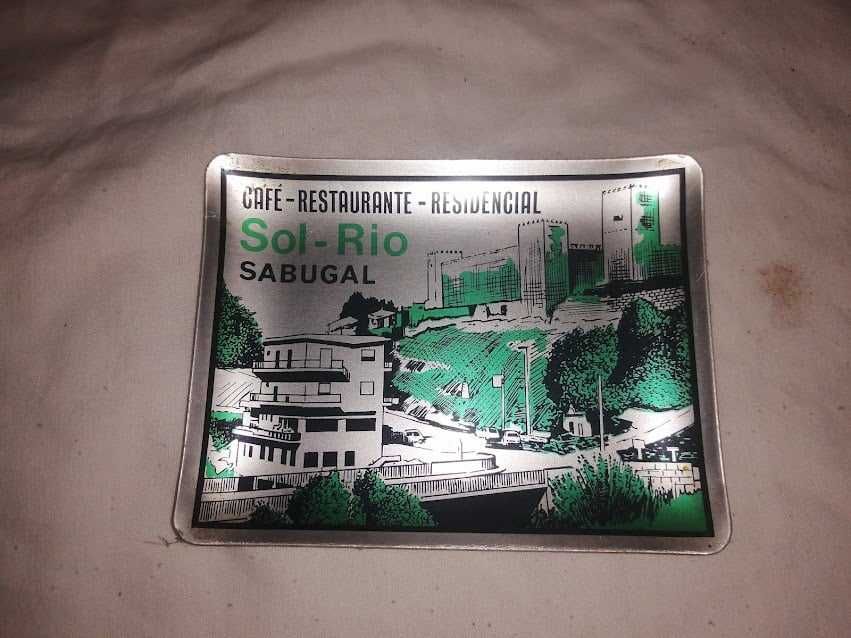 CAFÉ - RESTAURANTE - RESIDENCIAL
Sol - Rio
SABUGAL